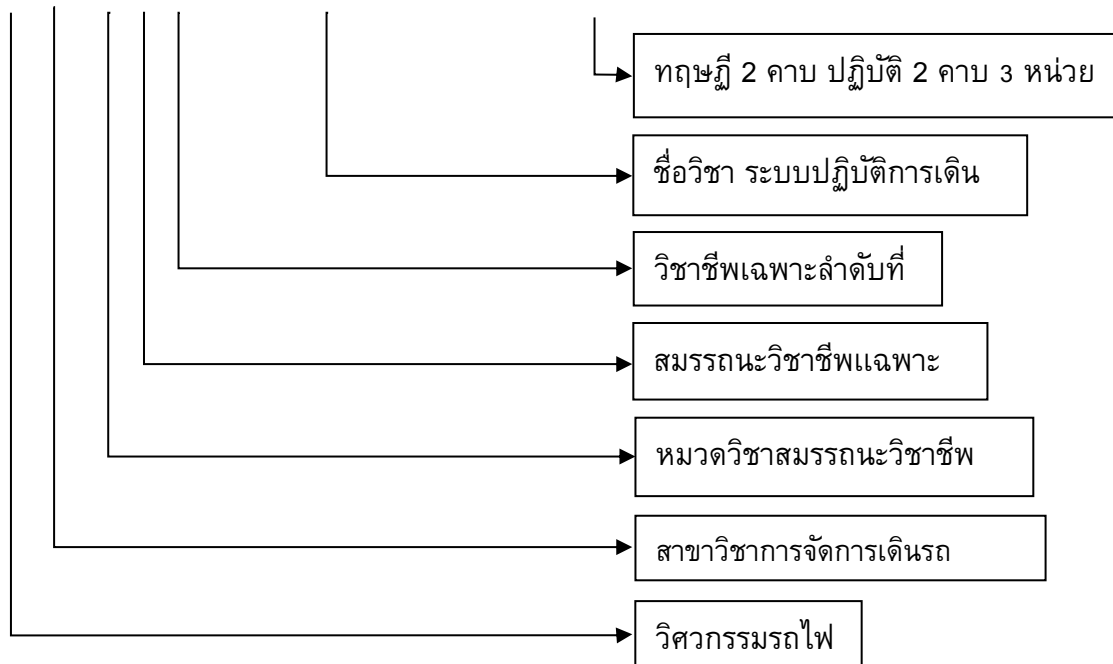 ทฤษฎี 2 คาบ ปฏิบัติ 2 คาบ 3 หน่วย
ชื่อวิชา ระบบปฏิบัติการเดิน
วิชาชีพเฉพาะลำดับที่
สมรรถนะวิชาชีพแฉพาะ
หมวดวิชาสมรรถนะวิชาชีพ
สาขาวิชาการจัดการเดินรถ
วิศวกรรมรถไฟ